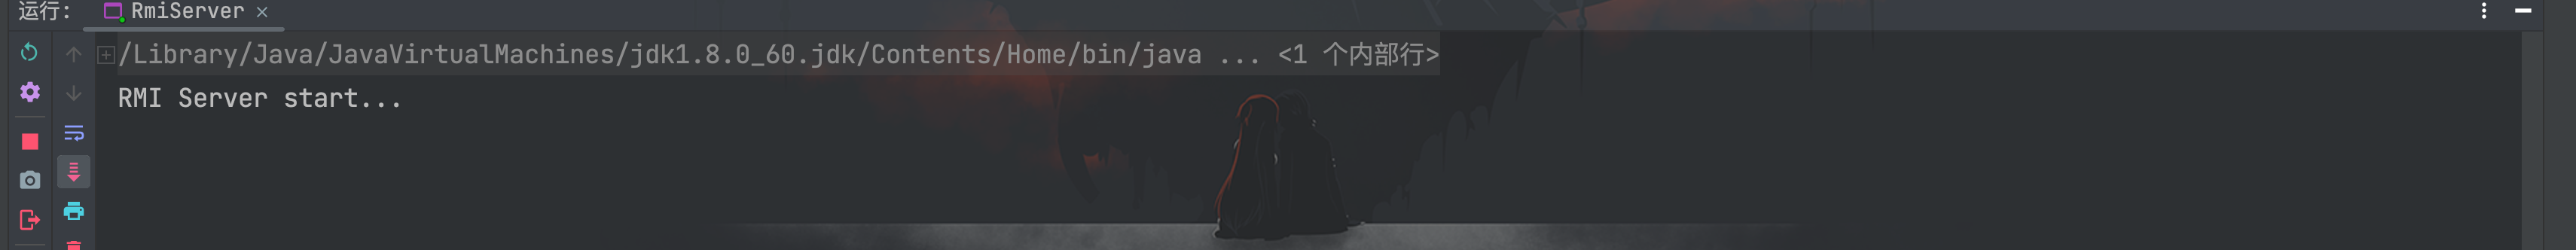 运行： RmiServer ×
/Library/Java/JavaVirtualMachines/jdk1.8.0_60.jdk/Contents/Home/bin/java ... <1 个内部行>
RMI Server start...